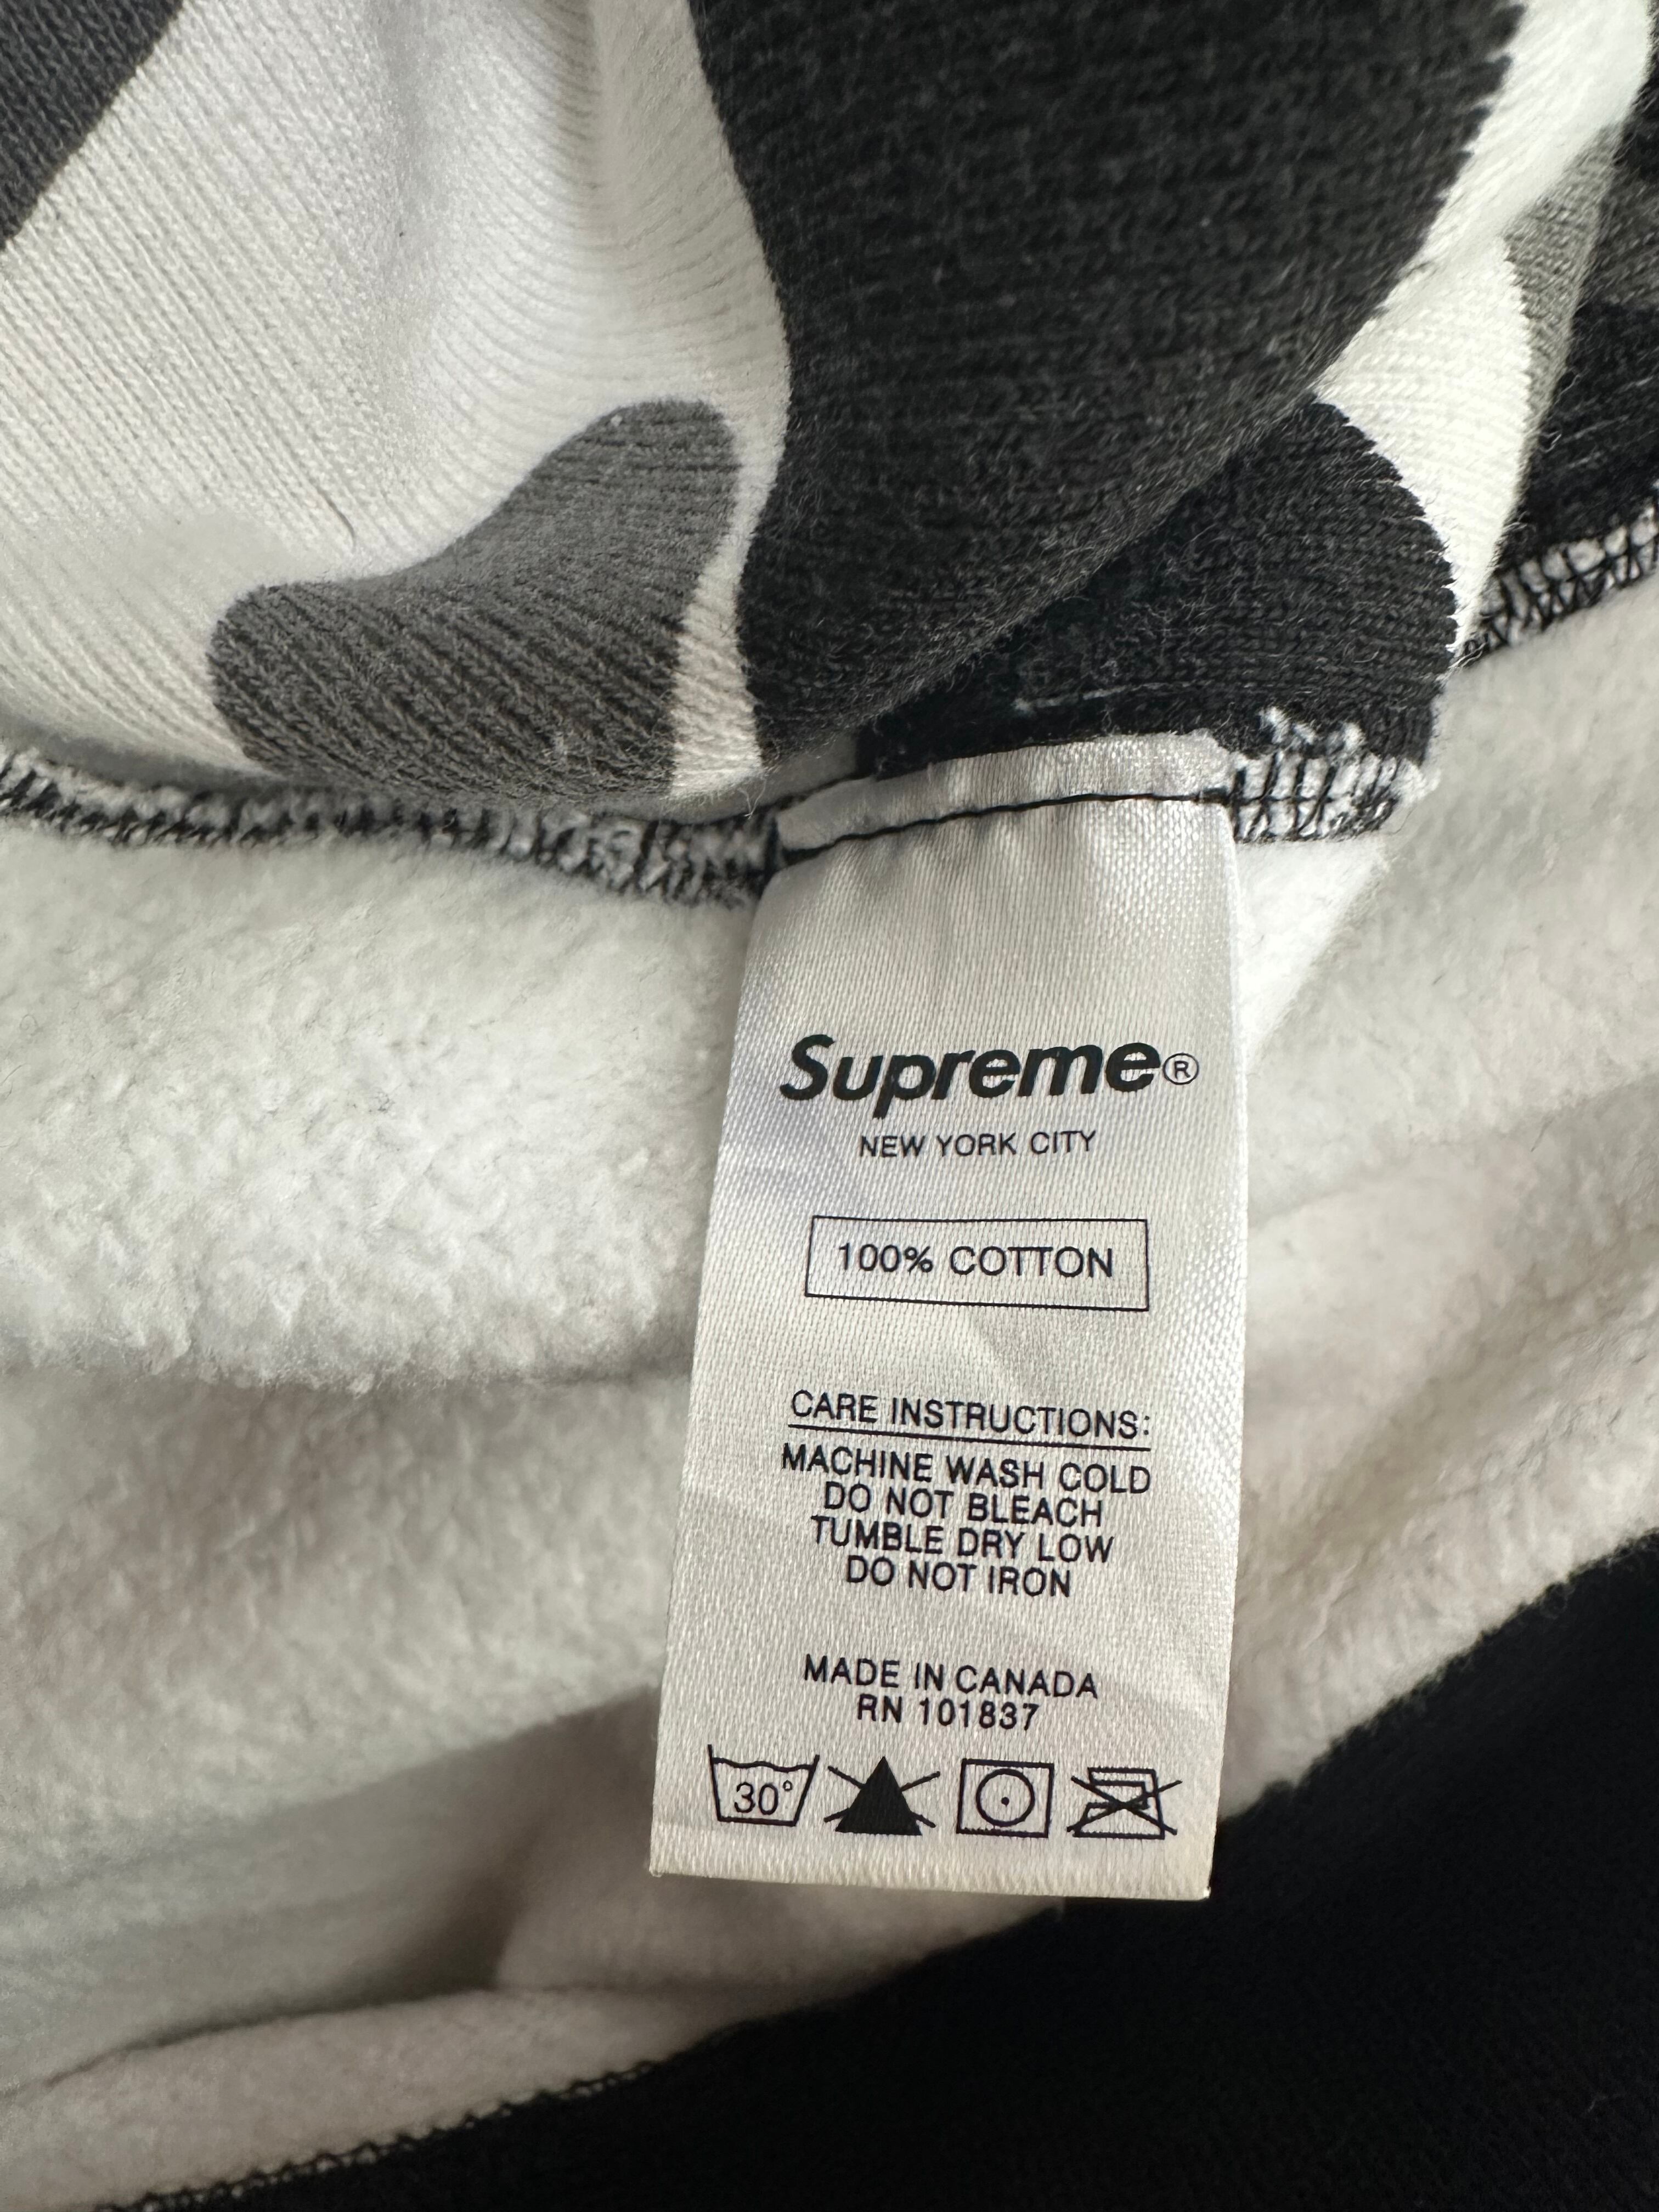 Supreme®
NEW YORK CITY
100% COTTON
CARE INSTRUCTIONS:
MACHINE WASH COLD
DO NOT BLEACH
TUMBLE DRY LOW
DO NOT IRON
MADE IN CANADA
RN 101837
30°